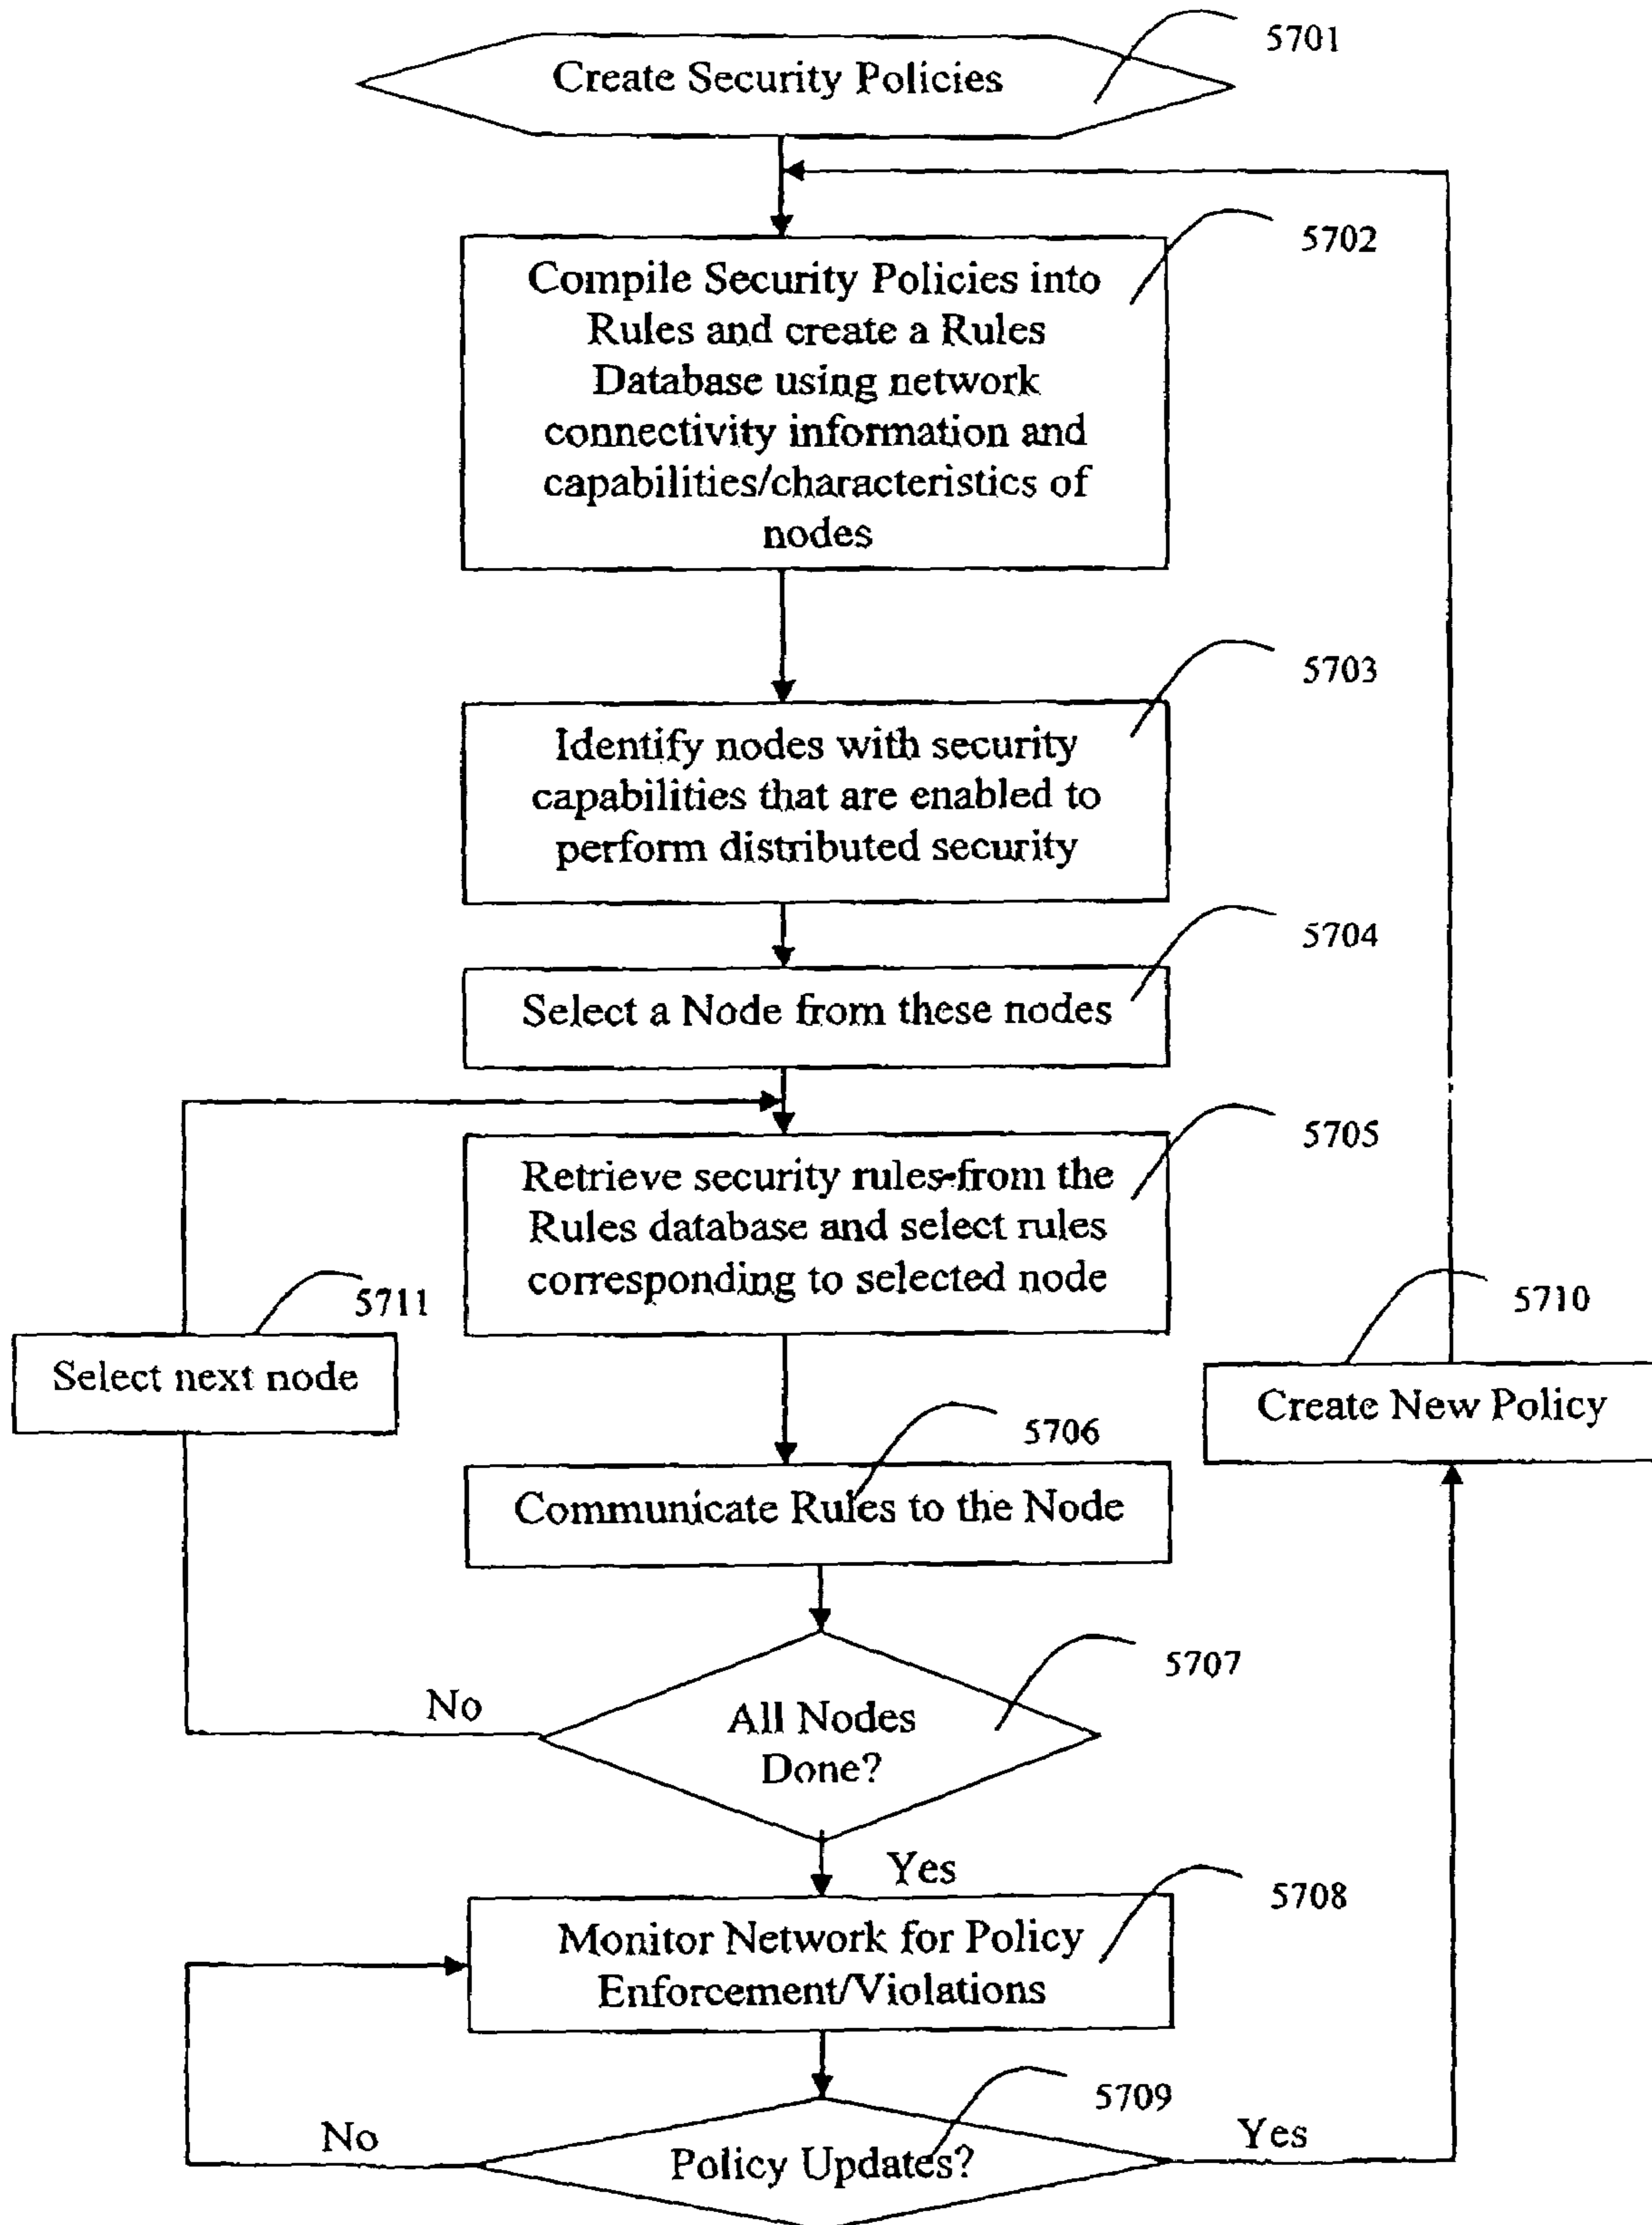 5701
Create Security Policies
5702
Compile Security Policies into
Rules and create a Rules
Database using network
connectivity information and
capabilities/characteristics of
nodes
5703
Identify nodes with security
capabilities that are enabled to
perform distributed security
5704
Select a Node from these nodes
5705
Retrieve security rules-from the
Rules database and select rules
corresponding to selected node
5711
Select next node
5710
Create New Policy
5706
Communicate Rules to the Node
5707
No
All Nodes
Done?
Yes
5708
Monitor Network for Policy
Enforcement/Violations
5709
No
Policy Updates?
Yes